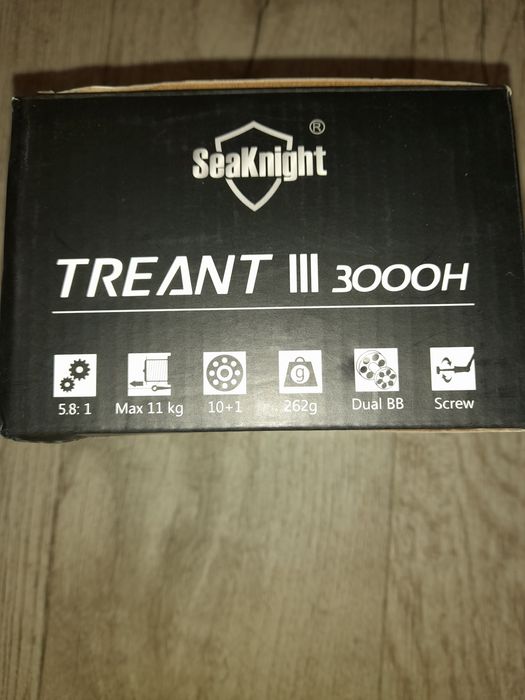 SeaKnight®
TREANT III 3000H
g
5.8: 1 Max 11 kg 10+1 262g Dual BB Screw